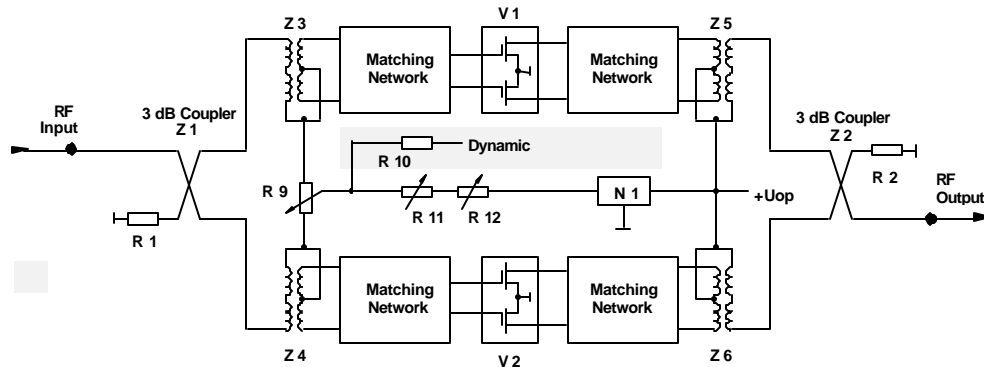 Z 3
V 1
Z 5
Matching
Network
Matching
Network
RF
Input
3 dB Coupler
Z 1
3 dB Coupler
Z 2
R 10
Dynamic
R 9
R 11
R 12
N 1
+Uop
R 2
RF
Output
R 1
Matching
Network
Matching
Network
Z 4
V 2
Z 6